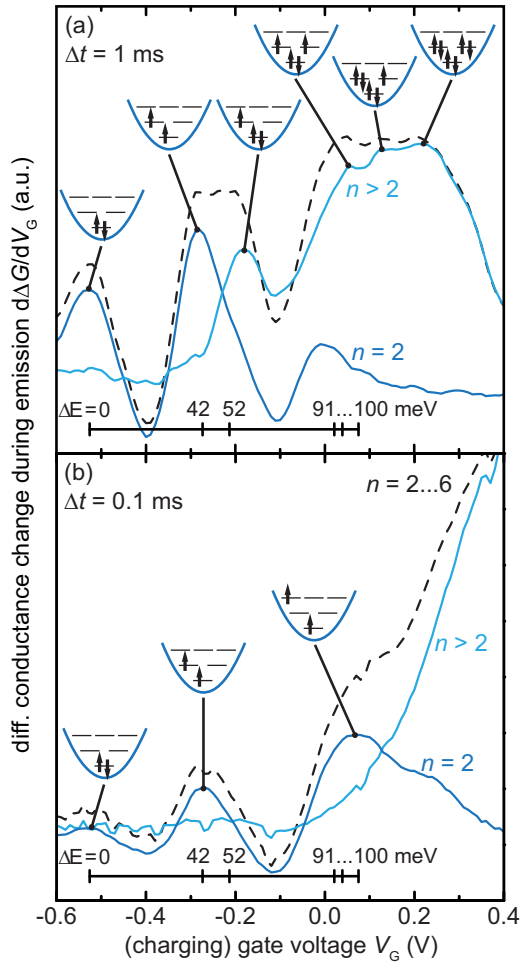 diff. conductance change during emission dΔG/dV_G (a.u.)
(a)
Δt = 1 ms
n > 2
n = 2
ΔE = 0 42 52 91...100 meV
(b)
Δt = 0.1 ms
n = 2...6
n > 2
n = 2
ΔE = 0 42 52 91...100 meV
-0.6 -0.4 -0.2 0.0 0.2 0.4
(charging) gate voltage V_G (V)